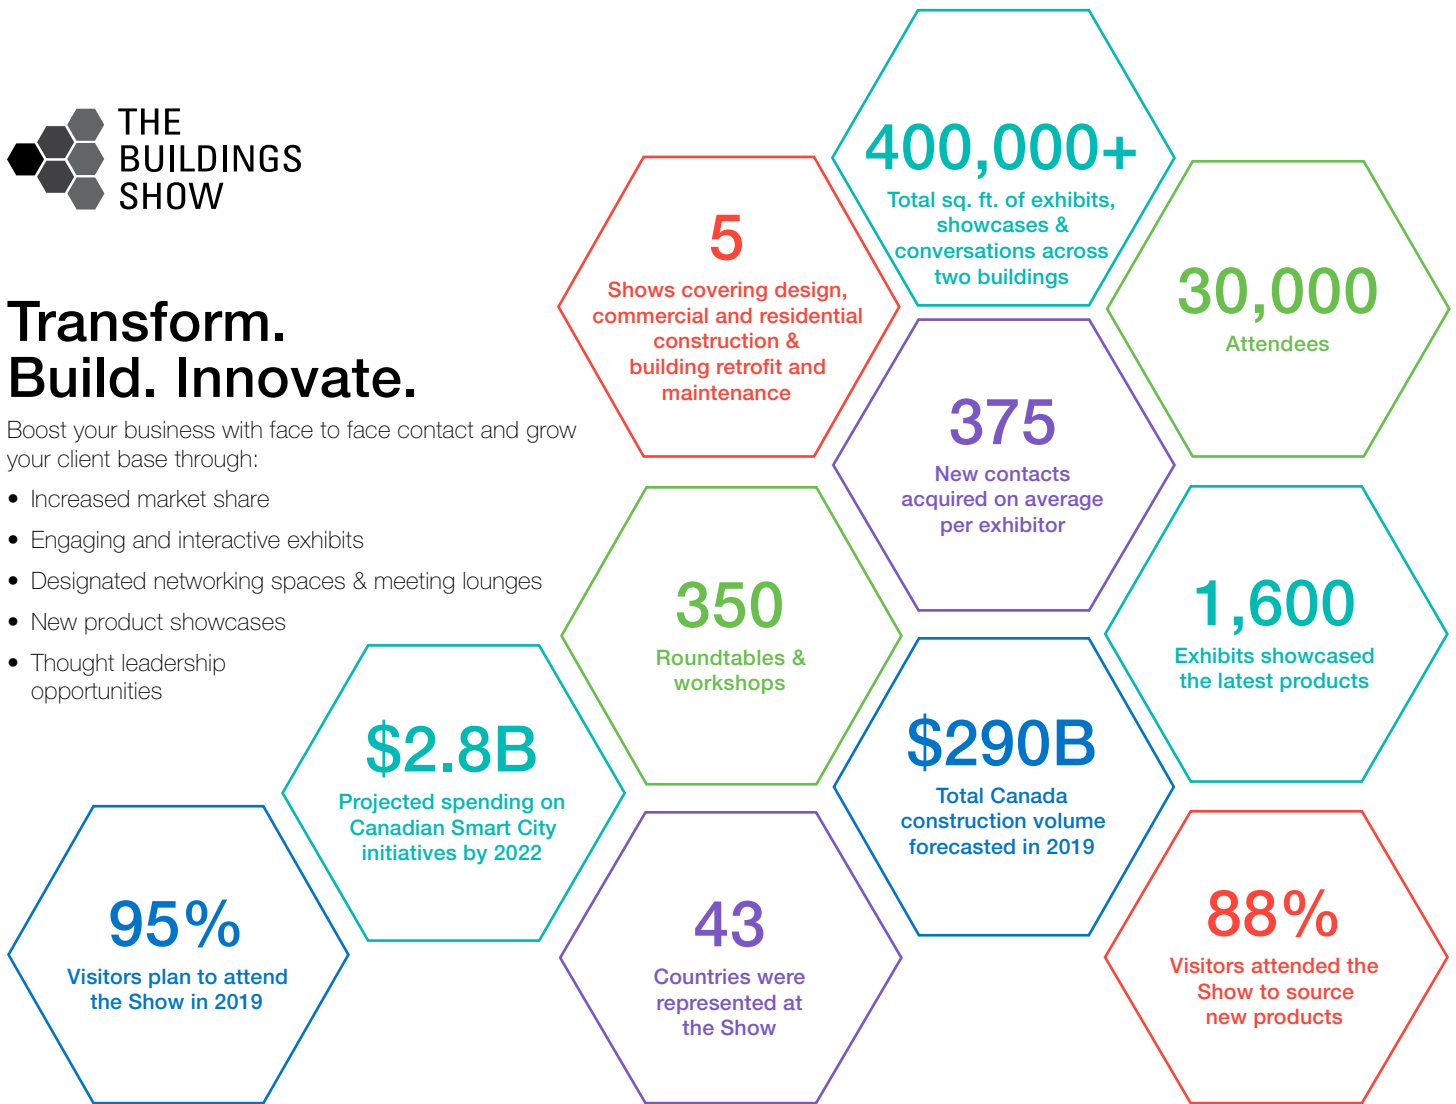 THE
BUILDINGS
SHOW
Transform.
Build. Innovate.
Boost your business with face to face contact and grow
your client base through:
• Increased market share
• Engaging and interactive exhibits
• Designated networking spaces & meeting lounges
• New product showcases
• Thought leadership
opportunities
400,000+
Total sq. ft. of exhibits,
showcases &
conversations across
two buildings
5
Shows covering design,
commercial and residential
construction &
building retrofit and
maintenance
30,000
Attendees
375
New contacts
acquired on average
per exhibitor
350
Roundtables &
workshops
1,600
Exhibits showcased
the latest products
$2.8B
Projected spending on
Canadian Smart City
initiatives by 2022
$290B
Total Canada
construction volume
forecasted in 2019
95%
Visitors plan to attend
the Show in 2019
43
Countries were
represented at
the Show
88%
Visitors attended the
Show to source
new products